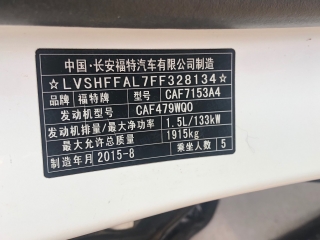 中国·长安福特汽车有限公司制造
☆LVSHFFAL7FF328134☆
品牌 福特牌 型号 CAF7153A4
发动机型号 CAF479WQ0
发动机排量/最大净功率 1.5L/133kW
最大允许总质量 1915kg
制造年月 2015-8 乘坐人数 5